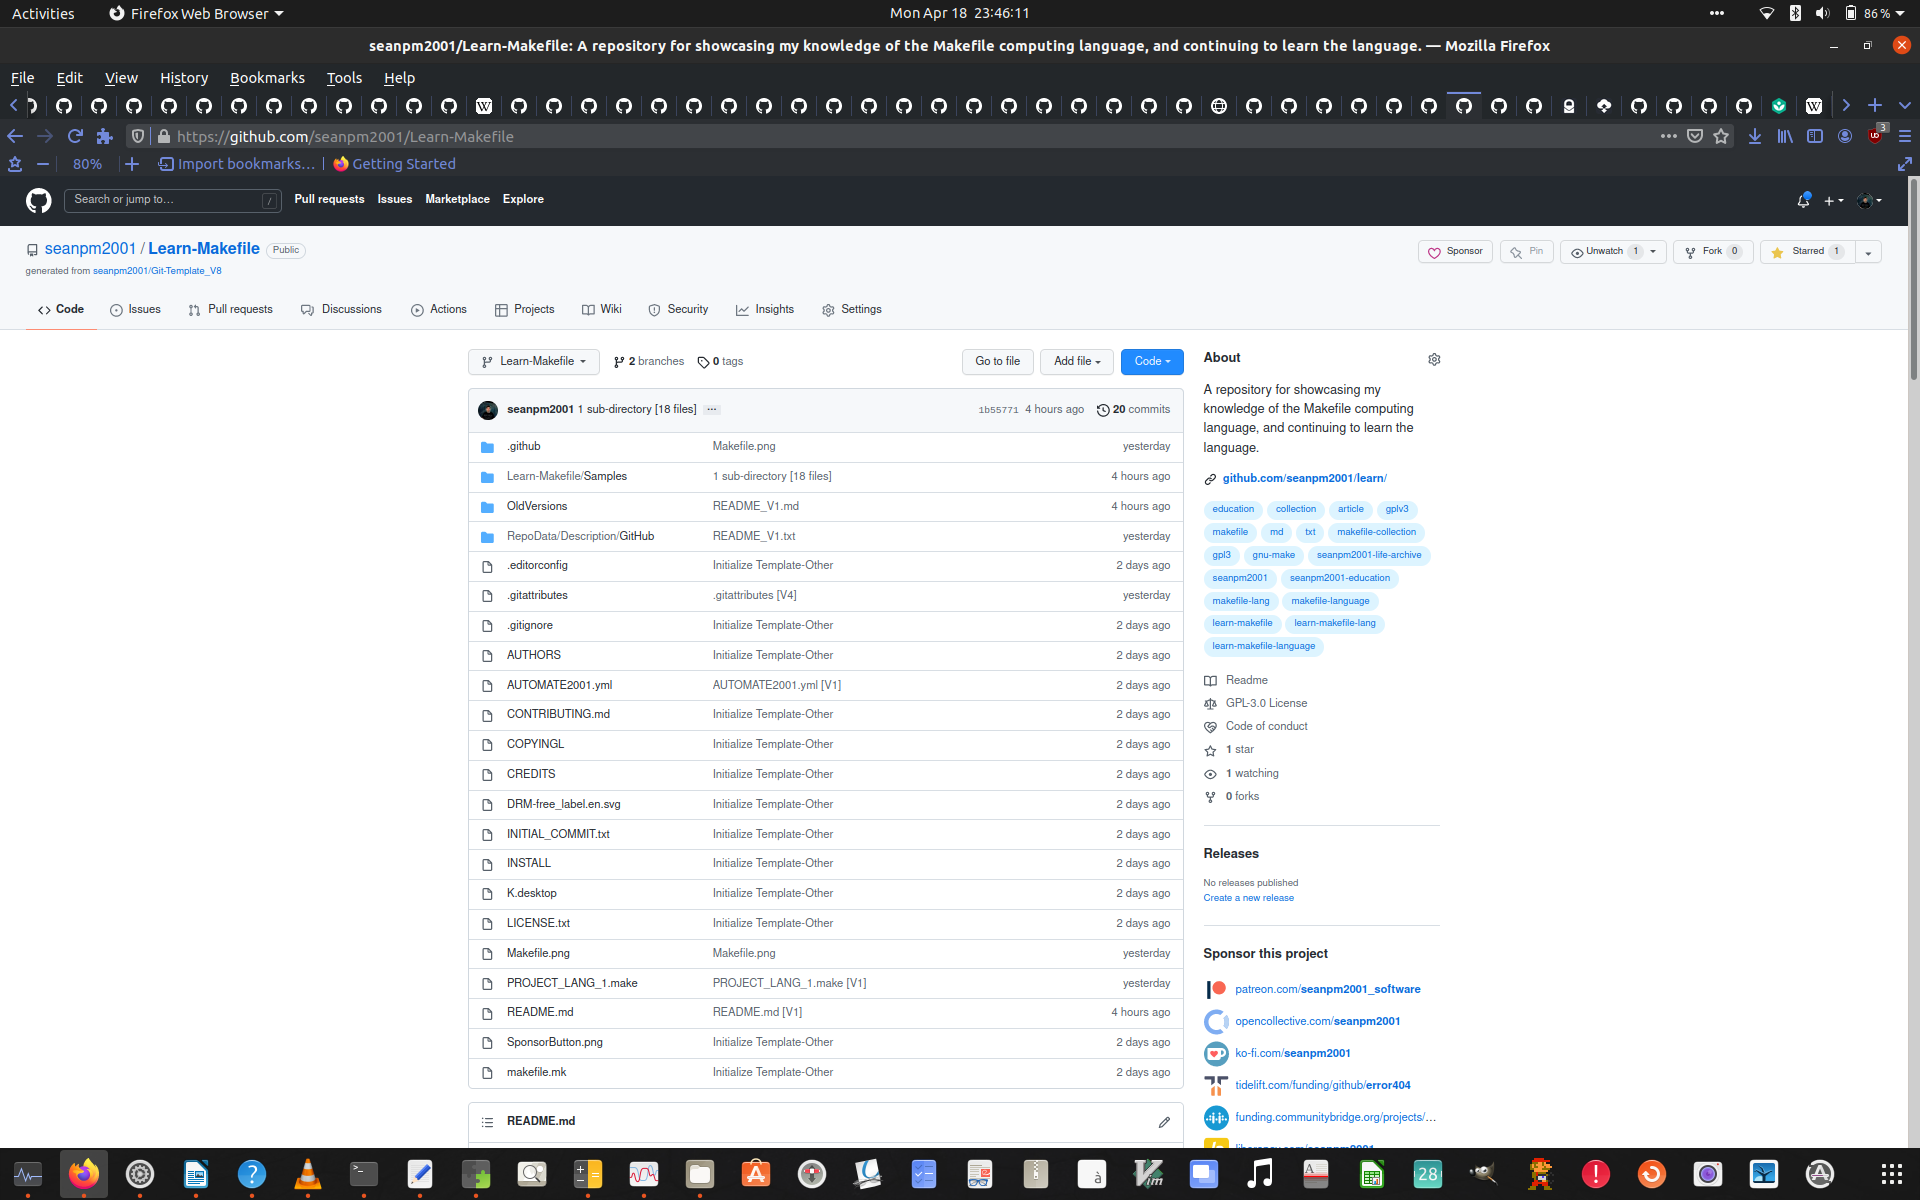 Activities
Firefox Web Browser
Mon Apr 18 23:46:11
86 %
seanpm2001/Learn-Makefile: A repository for showcasing my knowledge of the Makefile computing language, and continuing to learn the language. — Mozilla Firefox
File Edit View History Bookmarks Tools Help
https://github.com/seanpm2001/Learn-Makefile
3
80%
Import bookmarks...
Getting Started
Search or jump to... /
Pull requests Issues Marketplace Explore
seanpm2001 / Learn-Makefile Public
Sponsor Pin Unwatch 1 Fork 0 Starred 1
generated from seanpm2001/Git-Template_V8
Code Issues Pull requests Discussions Actions Projects Wiki Security Insights Settings
Learn-Makefile 2 branches 0 tags Go to file Add file Code
seanpm2001 1 sub-directory [18 files] ... 1b55771 4 hours ago 20 commits
.github Makefile.png yesterday
Learn-Makefile/Samples 1 sub-directory [18 files] 4 hours ago
OldVersions README_V1.md 4 hours ago
RepoData/Description/GitHub README_V1.txt yesterday
.editorconfig Initialize Template-Other 2 days ago
.gitattributes .gitattributes [V4] yesterday
.gitignore Initialize Template-Other 2 days ago
AUTHORS Initialize Template-Other 2 days ago
AUTOMATE2001.yml AUTOMATE2001.yml [V1] 2 days ago
CONTRIBUTING.md Initialize Template-Other 2 days ago
COPYINGL Initialize Template-Other 2 days ago
CREDITS Initialize Template-Other 2 days ago
DRM-free_label.en.svg Initialize Template-Other 2 days ago
INITIAL_COMMIT.txt Initialize Template-Other 2 days ago
INSTALL Initialize Template-Other 2 days ago
K.desktop Initialize Template-Other 2 days ago
LICENSE.txt Initialize Template-Other 2 days ago
Makefile.png Makefile.png yesterday
PROJECT_LANG_1.make PROJECT_LANG_1.make [V1] yesterday
README.md README.md [V1] 4 hours ago
SponsorButton.png Initialize Template-Other 2 days ago
makefile.mk Initialize Template-Other 2 days ago
README.md
About
A repository for showcasing my
knowledge of the Makefile computing
language, and continuing to learn the
language.
github.com/seanpm2001/learn/
education collection article gplv3
makefile md txt makefile-collection
gpl3 gnu-make seanpm2001-life-archive
seanpm2001 seanpm2001-education
makefile-lang makefile-language
learn-makefile learn-makefile-lang
learn-makefile-language
Readme
GPL-3.0 License
Code of conduct
1 star
1 watching
0 forks
Releases
No releases published
Create a new release
Sponsor this project
patreon.com/seanpm2001_software
opencollective.com/seanpm2001
ko-fi.com/seanpm2001
tidelift.com/funding/github/error404
funding.communitybridge.org/projects/...
28